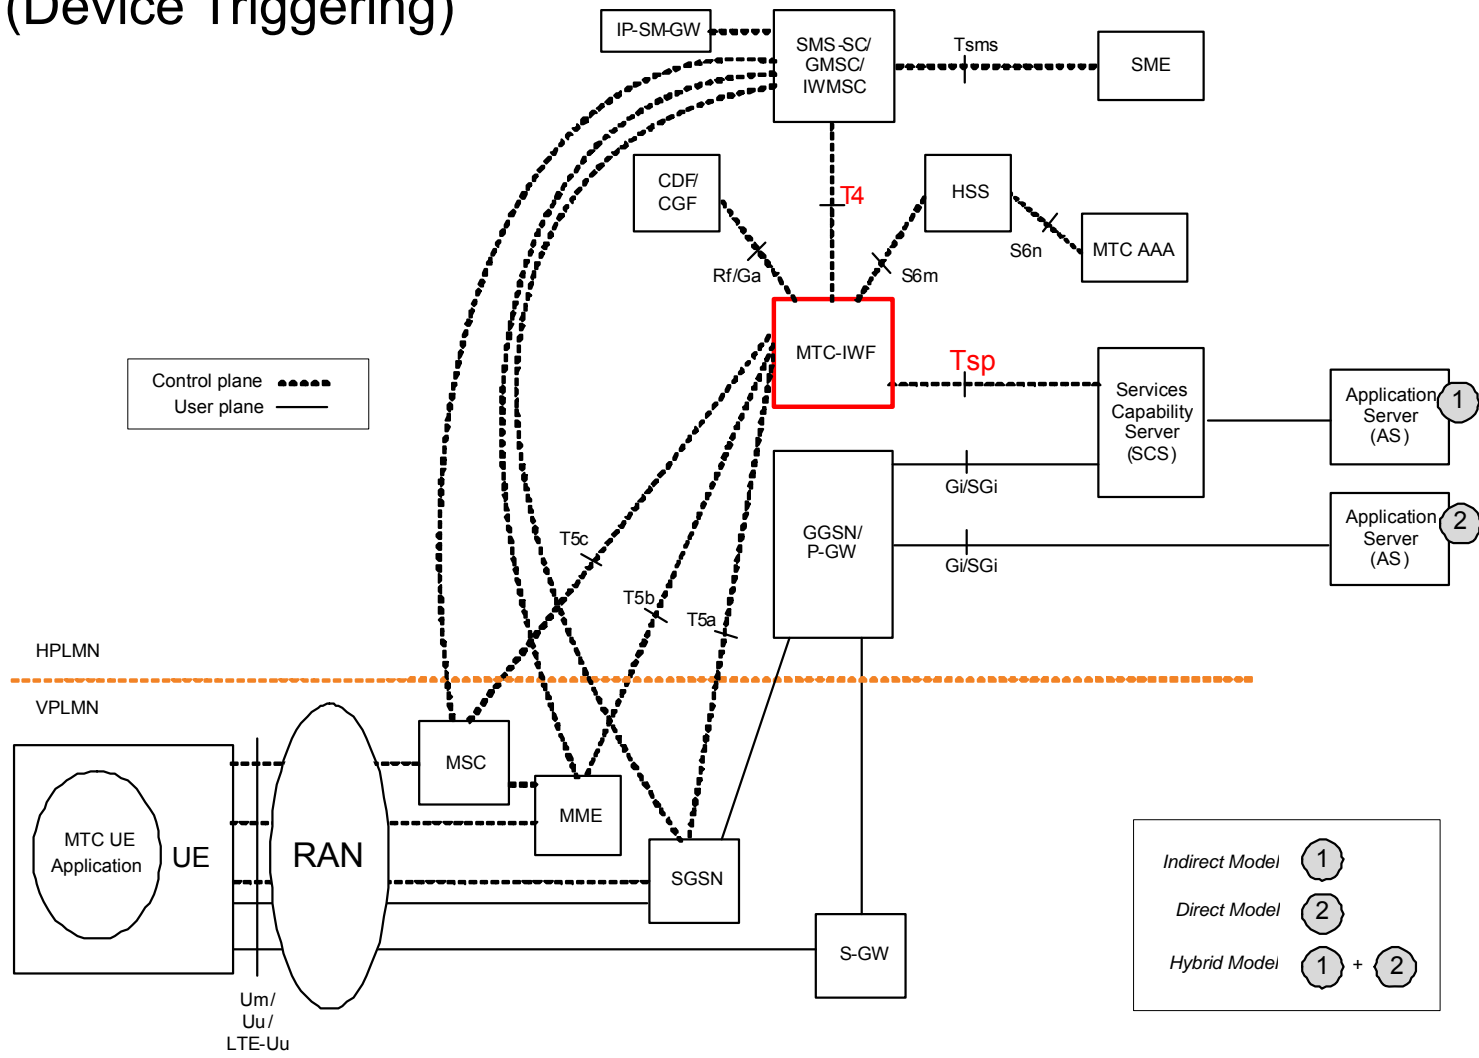 (Device Triggering)
IP-SM-GW
SMS-SC/
GMSC/
IWMSC
Tsms
SME
CDF/
CGF
T4
HSS
Rf/Ga
S6m
S6n
MTC AAA
MTC-IWF
Tsp
Services
Capability
Server
(SCS)
Application
Server
(AS)
1
Control plane
User plane
Gi/SGi
GGSN/
P-GW
Gi/SGi
Application
Server
(AS)
2
T5c
T5b
T5a
HPLMN
VPLMN
MSC
MME
SGSN
S-GW
MTC UE
Application
UE
RAN
Um/
Uu/
LTE-Uu
Indirect Model 1
Direct Model 2
Hybrid Model 1 + 2